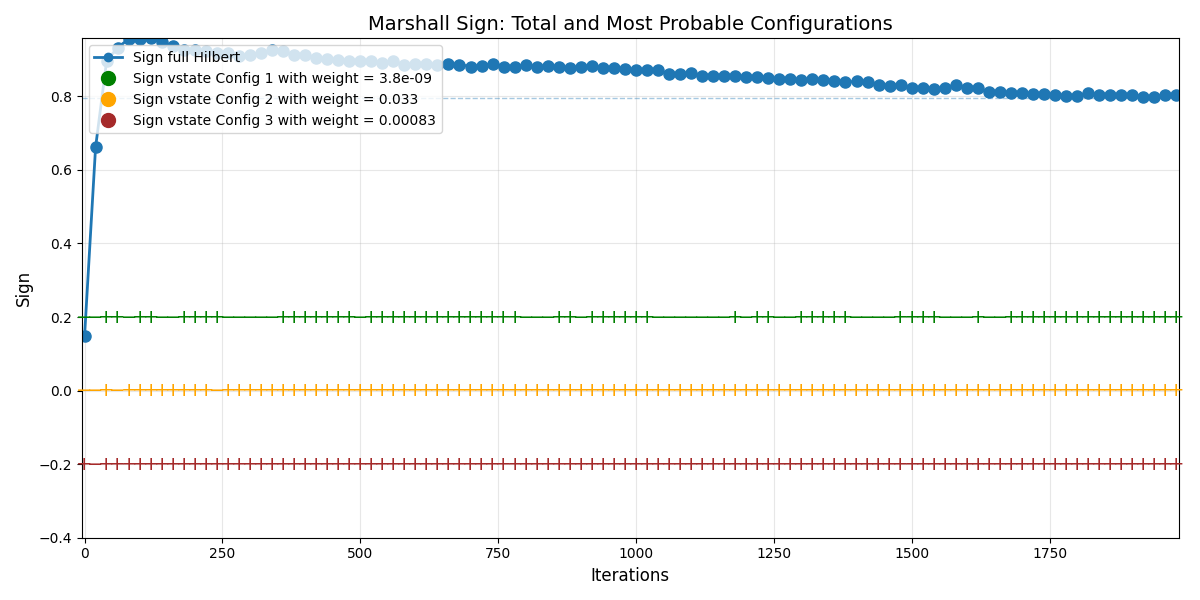 Marshall Sign: Total and Most Probable Configurations
Sign full Hilbert
Sign vstate Config 1 with weight = 3.8e-09
Sign vstate Config 2 with weight = 0.033
Sign vstate Config 3 with weight = 0.00083
0.8
0.6
0.4
0.2
0.0
−0.2
−0.4
Sign
0 250 500 750 1000 1250 1500 1750
Iterations